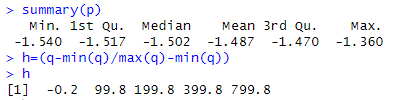 > summary(p)
   Min. 1st Qu.  Median    Mean 3rd Qu.    Max.
 -1.540  -1.517  -1.502  -1.487  -1.470  -1.360
> h=(q-min(q)/max(q)-min(q))
> h
[1]  -0.2  99.8 199.8 399.8 799.8